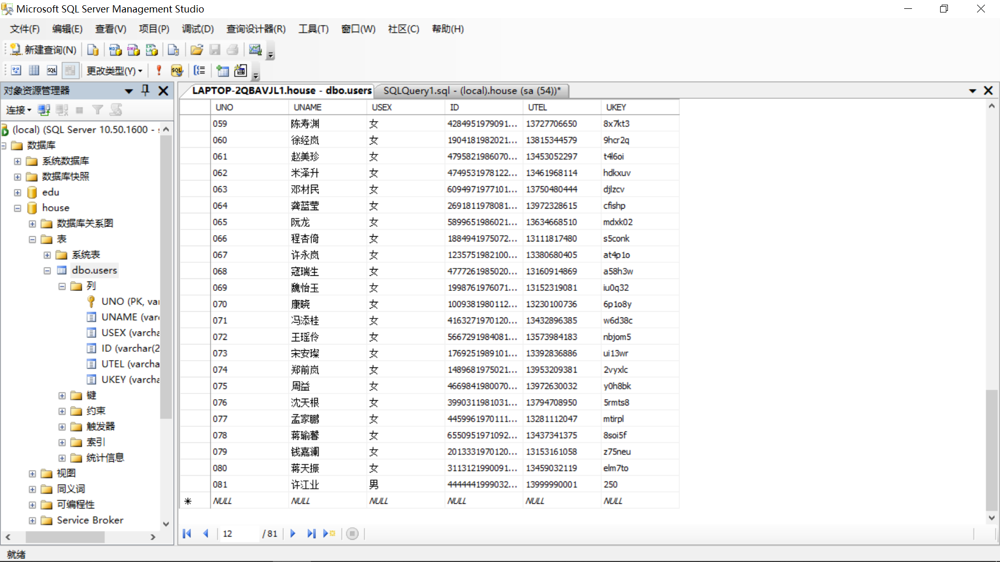 Microsoft SQL Server Management Studio
文件(F) 编辑(E) 查看(V) 项目(P) 调试(D) 查询设计器(R) 工具(T) 窗口(W) 社区(C) 帮助(H)
新建查询(N)
更改类型(Y)
对象资源管理器
连接
(local) (SQL Server 10.50.1600 - s
数据库
系统数据库
数据库快照
edu
house
数据库关系图
表
系统表
dbo.users
列
UNO (PK, var
UNAME (varc
USEX (varcha
ID (varchar(2
UTEL (varcha
UKEY (varcha
键
约束
触发器
索引
统计信息
视图
同义词
可编程性
Service Broker
LAPTOP-2QBAVJL1.house - dbo.users SQLQuery1.sql - (local).house (sa (54))*
UNO UNAME USEX ID UTEL UKEY
059 陈寿渊 女 4284951979091... 13727706650 8x7kt3
060 徐经岚 女 1904181982021... 13815344579 9hcr2q
061 赵美珍 女 4795821986070... 13453052297 t4l6oi
062 米泽升 女 4749531978122... 13461968114 hdkxuv
063 邓材民 女 6094971977101... 13750480444 djlzcv
064 龚蓝莹 女 2691811978081... 13972328615 cfishp
065 阮龙 女 5899651986021... 13634668510 mdxk02
066 程杏倚 女 1884941975072... 13111817480 s5conk
067 许永岚 女 1235751982100... 13380680405 at4p1o
068 寇瑞生 女 4777261985020... 13160914869 a58h3w
069 魏怡玉 女 1998761976071... 13152319081 iu0q32
070 康晓 女 1009381980112... 13230100736 6p1o8y
071 冯添桂 女 4163271970120... 13432896385 w6d38c
072 王瑶伶 女 5667291984081... 13573984183 nbjom5
073 宋安璨 女 1769251989101... 13392836886 ui13wr
074 郑前岚 女 1489681975021... 13953209381 2vyxlc
075 周益 女 4669841980070... 13972630032 y0h8bk
076 沈天根 女 3990311981031... 13794708950 5rmts8
077 孟家鹏 女 4459961970111... 13281112047 mtirpl
078 蒋瑜馨 女 6550951971092... 13437341375 8soi5f
079 钱嘉澜 女 2013331970120... 13153161058 z75neu
080 蒋天振 女 3113121990091... 13459032119 elm7to
081 许江业 男 4444441999032... 13999990001 250
NULL NULL NULL NULL NULL NULL
12 / 81
就绪